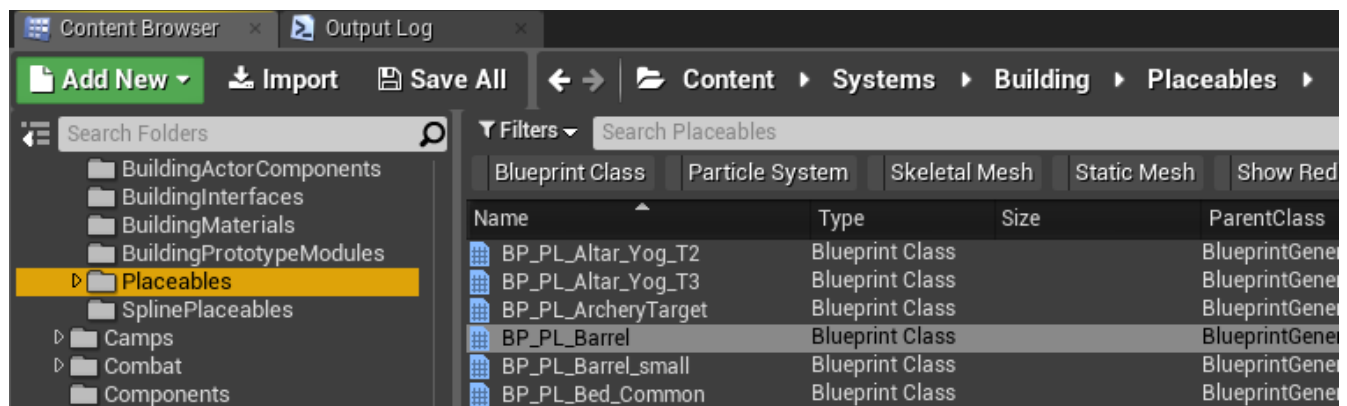 Content Browser × Output Log ×
Add New Import Save All Content Systems Building Placeables
Search Folders
BuildingActorComponents
BuildingInterfaces
BuildingMaterials
BuildingPrototypeModules
Placeables
SplinePlaceables
Camps
Combat
Components
Filters Search Placeables
Blueprint Class Particle System Skeletal Mesh Static Mesh Show Red
Name Type Size ParentClass
BP_PL_Altar_Yog_T2 Blueprint Class BlueprintGener
BP_PL_Altar_Yog_T3 Blueprint Class BlueprintGener
BP_PL_ArcheryTarget Blueprint Class BlueprintGener
BP_PL_Barrel Blueprint Class BlueprintGener
BP_PL_Barrel_small Blueprint Class BlueprintGener
BP_PL_Bed_Common Blueprint Class BlueprintGener